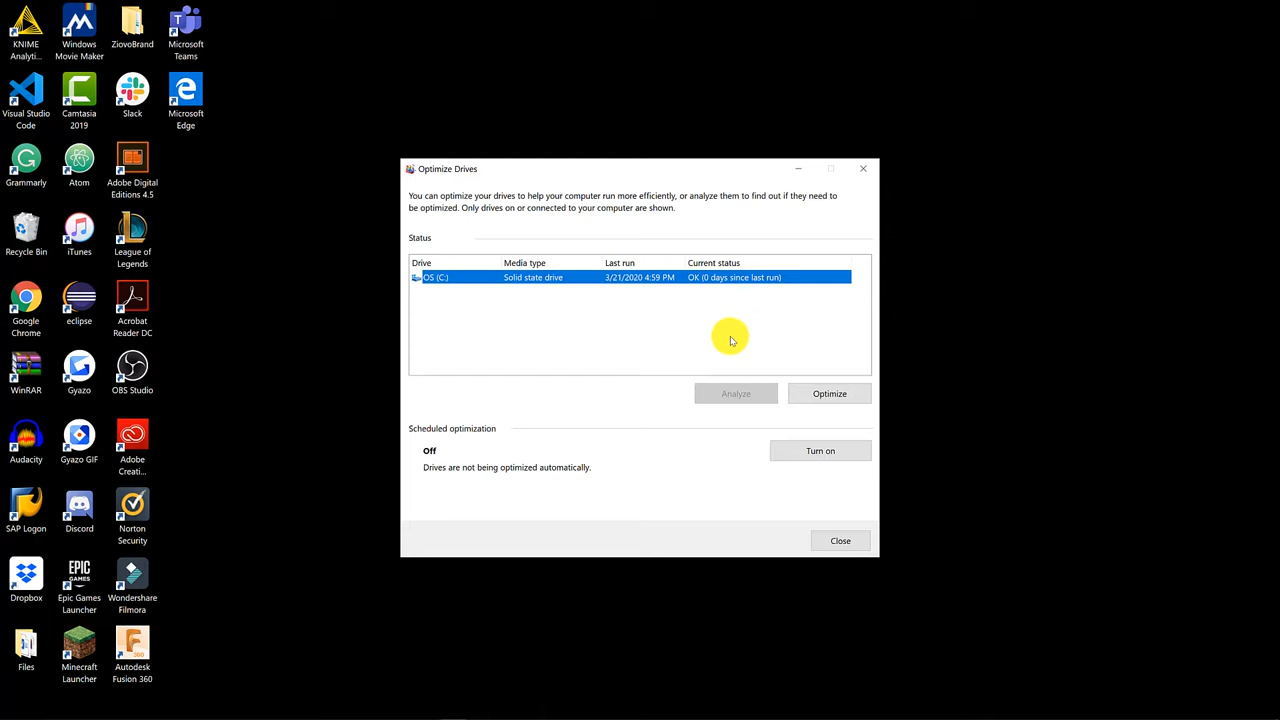 KNIME
Analyti...
Windows
Movie Maker
ZiovoBrand
Microsoft
Teams
Visual Studio
Code
Camtasia
2019
Slack
Microsoft
Edge
Grammarly
Atom
Adobe Digital
Editions 4.5
Recycle Bin
iTunes
League of
Legends
Google
Chrome
eclipse
Acrobat
Reader DC
WinRAR
Gyazo
OBS Studio
Audacity
Gyazo GIF
Adobe
Creati...
SAP Logon
Discord
Norton
Security
Dropbox
EPIC
GAMES
Epic Games
Launcher
Wondershare
Filmora
Files
Minecraft
Launcher
360
Autodesk
Fusion 360
Optimize Drives
You can optimize your drives to help your computer run more efficiently, or analyze them to find out if they need to
be optimized. Only drives on or connected to your computer are shown.
Status
Drive Media type Last run Current status
OS (C:) Solid state drive 3/21/2020 4:59 PM OK (0 days since last run)
Analyze Optimize
Scheduled optimization
Off Turn on
Drives are not being optimized automatically.
Close